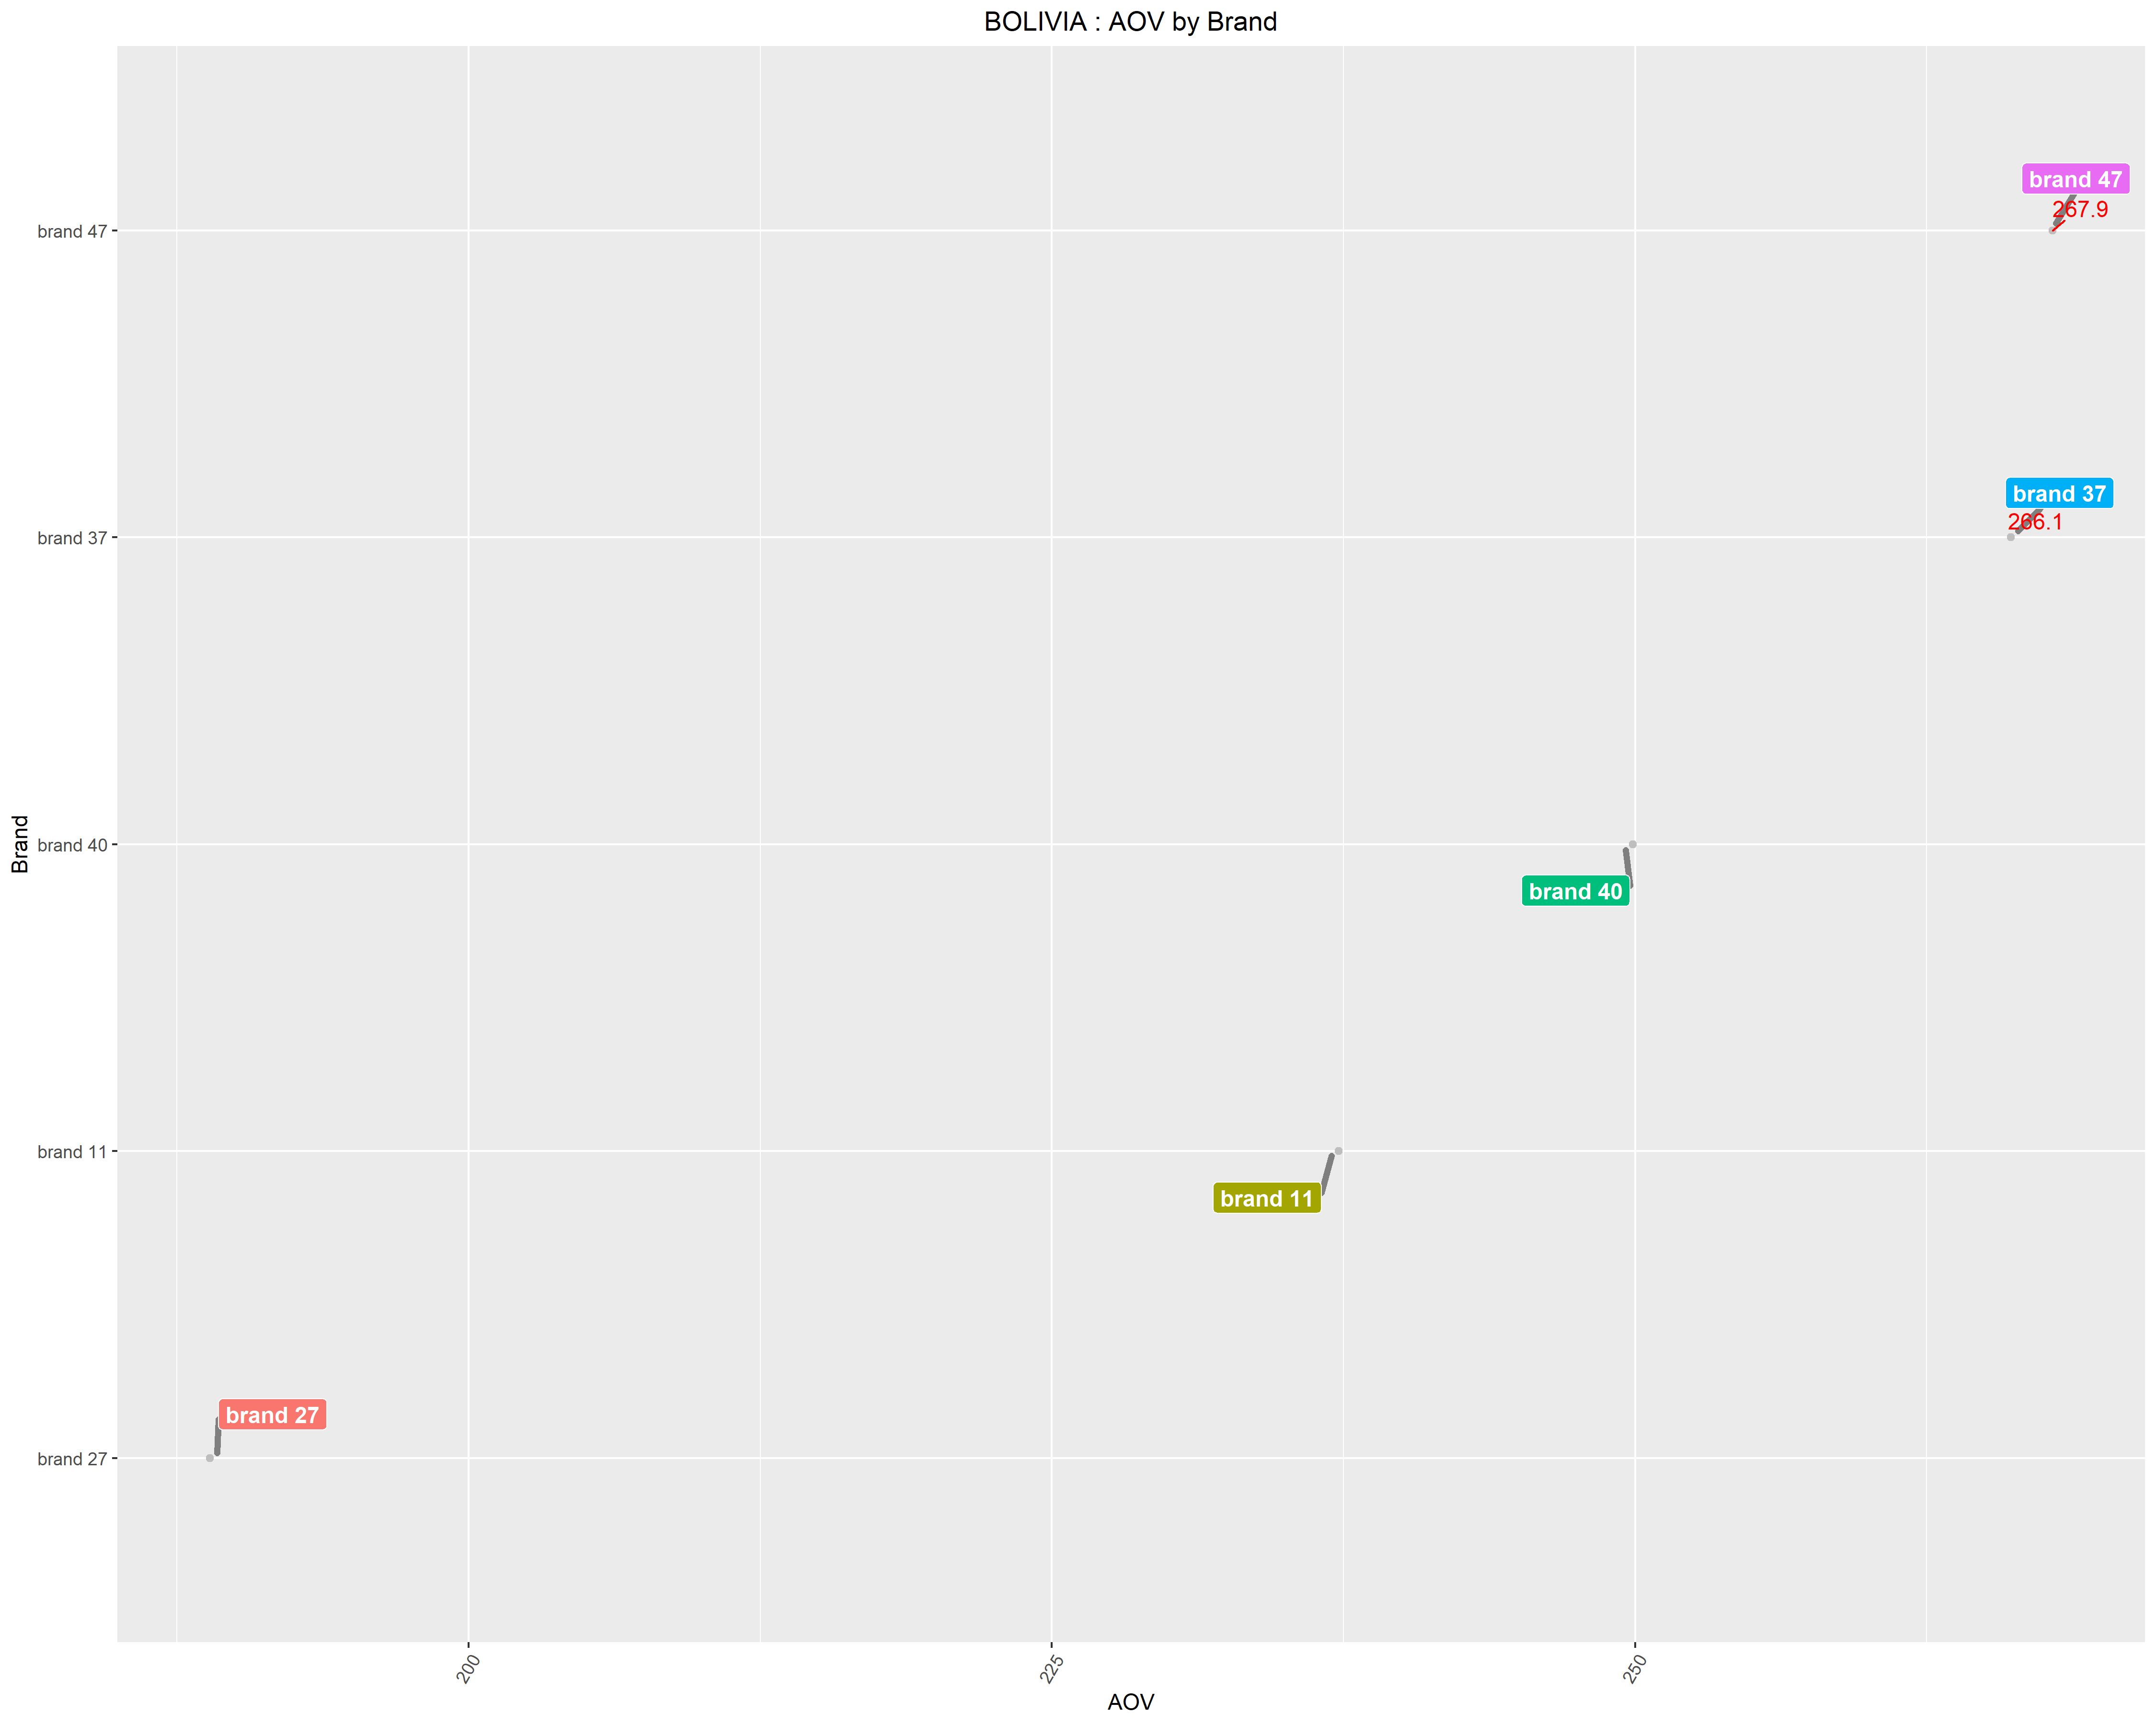 BOLIVIA : AOV by Brand
brand 47
267.9
brand 47
brand 37
266.1
brand 37
Brand
brand 40
brand 40
brand 11
brand 11
brand 27
brand 27
200
225
250
AOV